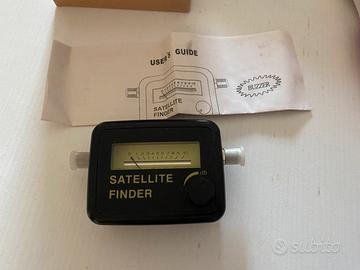 USER'S GUIDE
SATELLITE
FINDER
BUZZER
SATELLITE
FINDER
subito